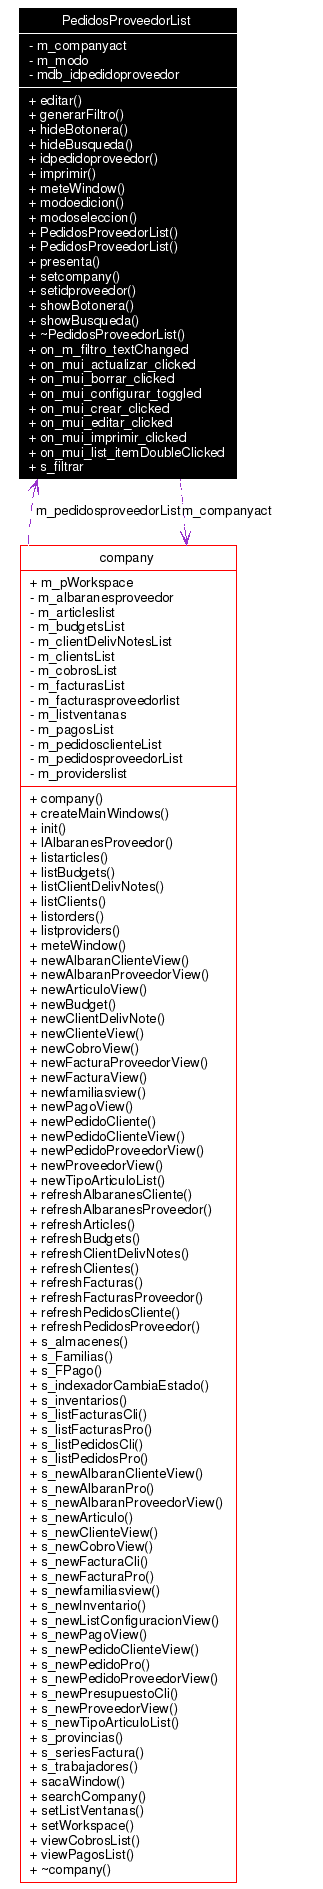 PedidosProveedorList
- m_companyact
- m_modo
- mdb_idpedidoproveedor
+ editar()
+ generarFiltro()
+ hideBotonera()
+ hideBusqueda()
+ idpedidoproveedor()
+ imprimir()
+ meteWindow()
+ modoedicion()
+ modoseleccion()
+ PedidosProveedorList()
+ PedidosProveedorList()
+ presenta()
+ setcompany()
+ setidproveedor()
+ showBotonera()
+ showBusqueda()
+ ~PedidosProveedorList()
+ on_m_filtro_textChanged
+ on_mui_actualizar_clicked
+ on_mui_borrar_clicked
+ on_mui_configurar_toggled
+ on_mui_crear_clicked
+ on_mui_editar_clicked
+ on_mui_imprimir_clicked
+ on_mui_list_itemDoubleClicked
+ s_filtrar
m_pedidosproveedorList m_companyact
company
+ m_pWorkspace
- m_albaranesproveedor
- m_articleslist
- m_budgetsList
- m_clientDelivNotesList
- m_clientsList
- m_cobrosList
- m_facturasList
- m_facturasproveedorlist
- m_listventanas
- m_pagosList
- m_pedidosclienteList
- m_pedidosproveedorList
- m_providerslist
+ company()
+ createMainWindows()
+ init()
+ lAlbaranesProveedor()
+ listarticles()
+ listBudgets()
+ listClientDelivNotes()
+ listClients()
+ listorders()
+ listproviders()
+ meteWindow()
+ newAlbaranClienteView()
+ newAlbaranProveedorView()
+ newArticuloView()
+ newBudget()
+ newClientDelivNote()
+ newClienteView()
+ newCobroView()
+ newFacturaProveedorView()
+ newFacturaView()
+ newfamiliasview()
+ newPagoView()
+ newPedidoCliente()
+ newPedidoClienteView()
+ newPedidoProveedorView()
+ newProveedorView()
+ newTipoArticuloList()
+ refreshAlbaranesCliente()
+ refreshAlbaranesProveedor()
+ refreshArticles()
+ refreshBudgets()
+ refreshClientDelivNotes()
+ refreshClientes()
+ refreshFacturas()
+ refreshFacturasProveedor()
+ refreshPedidosCliente()
+ refreshPedidosProveedor()
+ s_almacenes()
+ s_Familias()
+ s_FPago()
+ s_indexadorCambiaEstado()
+ s_inventarios()
+ s_listFacturasCli()
+ s_listFacturasPro()
+ s_listPedidosCli()
+ s_listPedidosPro()
+ s_newAlbaranClienteView()
+ s_newAlbaranPro()
+ s_newAlbaranProveedorView()
+ s_newArticulo()
+ s_newClienteView()
+ s_newCobroView()
+ s_newFacturaCli()
+ s_newFacturaPro()
+ s_newfamiliasview()
+ s_newInventario()
+ s_newListConfiguracionView()
+ s_newPagoView()
+ s_newPedidoClienteView()
+ s_newPedidoPro()
+ s_newPedidoProveedorView()
+ s_newPresupuestoCli()
+ s_newProveedorView()
+ s_newTipoArticuloList()
+ s_provincias()
+ s_seriesFactura()
+ s_trabajadores()
+ sacaWindow()
+ searchCompany()
+ setListVentanas()
+ setWorkspace()
+ viewCobrosList()
+ viewPagosList()
+ ~company()